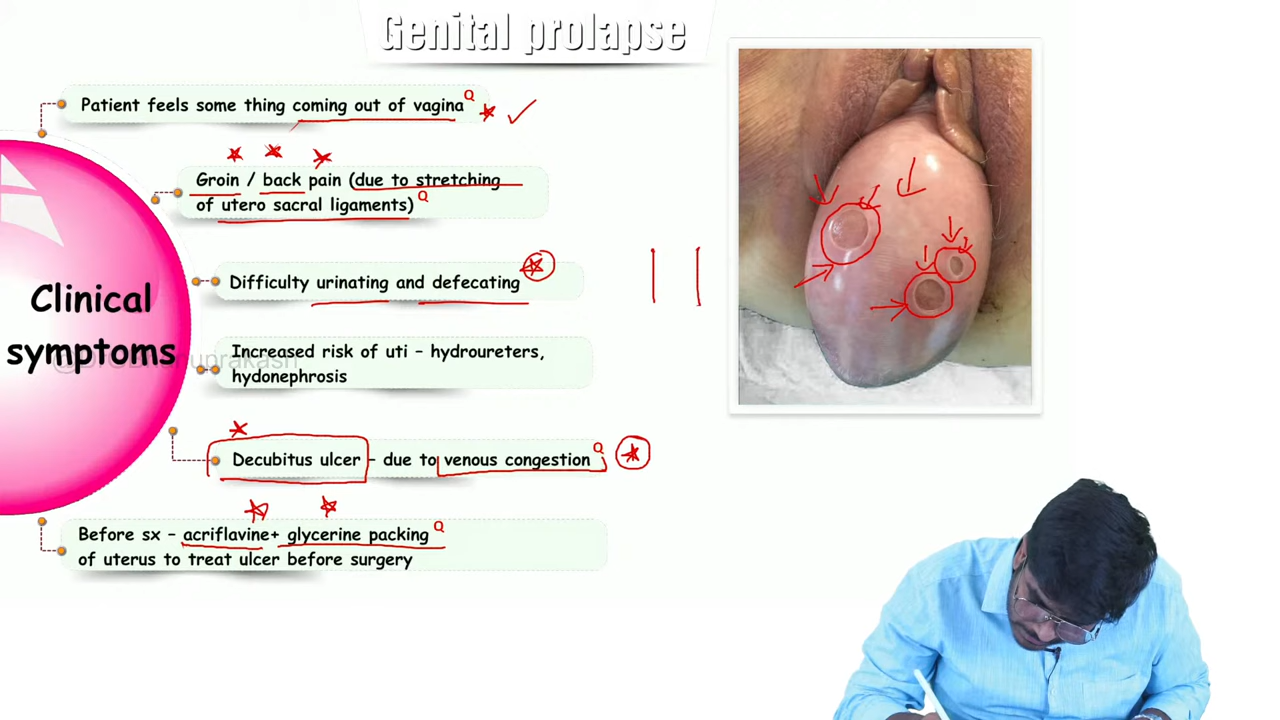 Genital prolapse
Patient feels some thing coming out of vagina Q
Groin / back pain (due to stretching
of utero sacral ligaments) Q
Difficulty urinating and defecating
Clinical
symptoms
Increased risk of uti - hydroureters,
hydonephrosis
Decubitus ulcer - due to venous congestion Q
Before sx - acriflavine+ glycerine packing Q
of uterus to treat ulcer before surgery